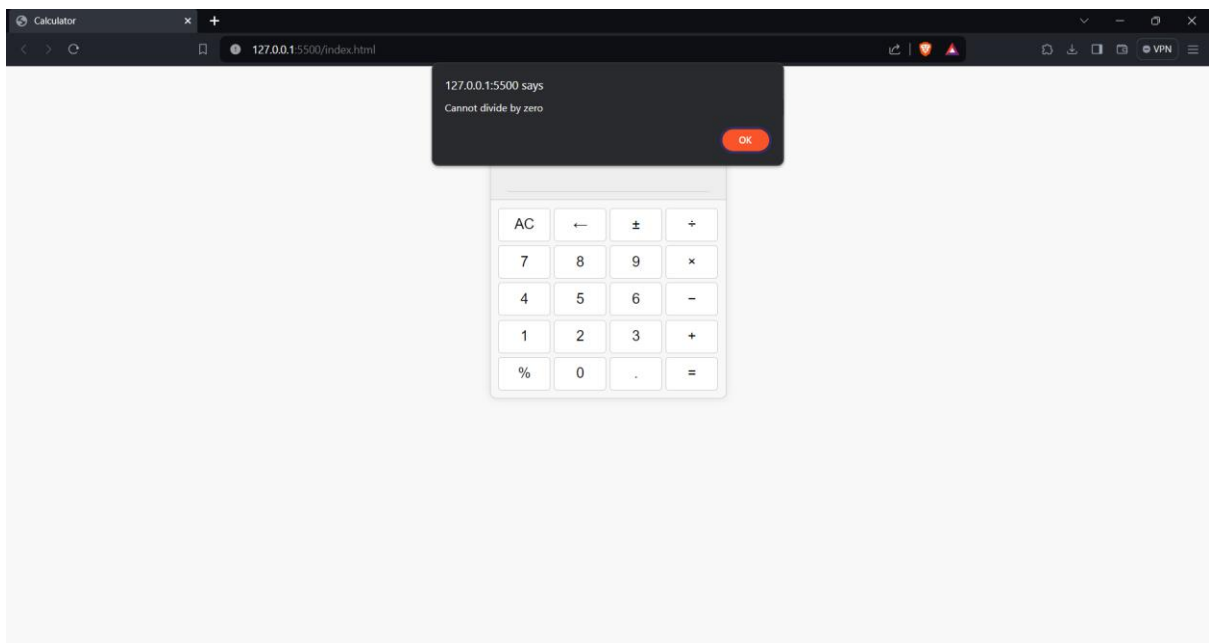 Calculator
127.0.0.1:5500/index.html
VPN
127.0.0.1:5500 says
Cannot divide by zero
OK
AC ← ± ÷
7 8 9 ×
4 5 6 −
1 2 3 +
% 0 . =